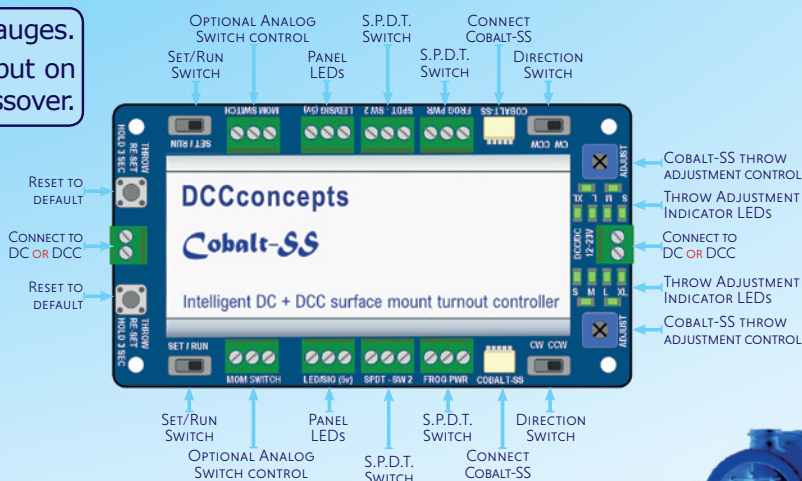 auges.
put on
ssover.
Optional Analog
Switch control
S.P.D.T.
Switch
Connect
Cobalt-SS
Set/Run
Switch
Panel
LEDs
S.P.D.T.
Switch
Direction
Switch
MOM SWITCH
LED/SIG (5v)
SPDT - SW 2
FROG PWR
COBALT-SS
SET / RUN
CW CCW
THROW
RE-SET
HOLD 3 SEC
ADJUST
Reset to
default
Connect to
DC or DCC
Reset to
default
DCCconcepts
Cobalt-SS
Intelligent DC + DCC surface mount turnout controller
S M L XL
DCC/DC
12-23V
S M L XL
Cobalt-SS throw
adjustment control
Throw Adjustment
Indicator LEDs
Connect to
DC or DCC
Throw Adjustment
Indicator LEDs
Cobalt-SS throw
adjustment control
THROW
RE-SET
HOLD 3 SEC
ADJUST
SET / RUN
CW CCW
MOM SWITCH
LED/SIG (5v)
SPDT - SW 2
FROG PWR
COBALT-SS
Set/Run
Switch
Panel
LEDs
S.P.D.T.
Switch
Direction
Switch
Optional Analog
Switch control
S.P.D.T.
Switch
Connect
Cobalt-SS